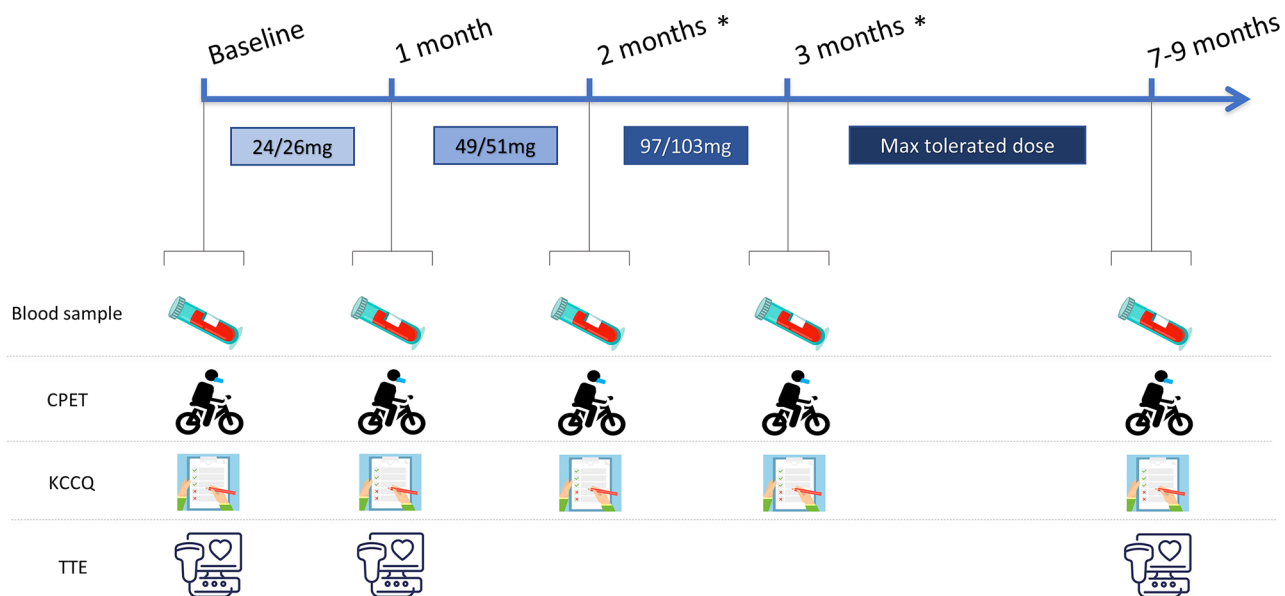 Baseline
1 month
2 months *
3 months *
7-9 months
24/26mg
49/51mg
97/103mg
Max tolerated dose
Blood sample
CPET
KCCQ
TTE